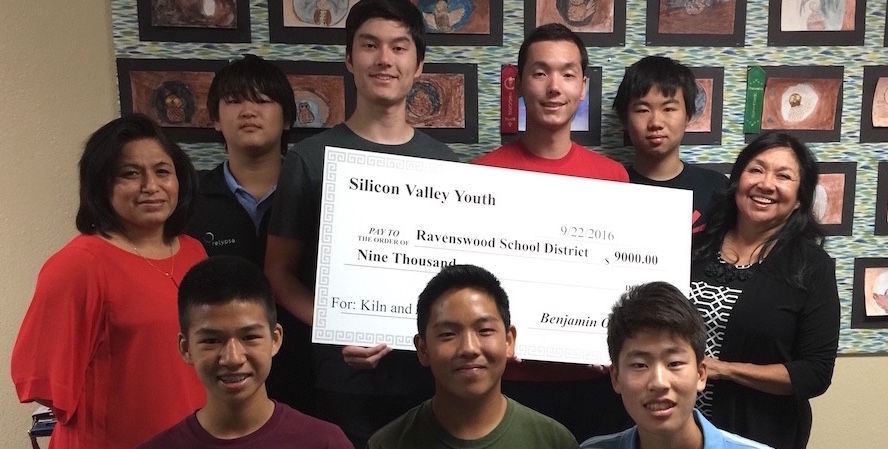 Silicon Valley Youth
9/22 2016
PAY TO
THE ORDER OF
Ravenswood School District $ 9000.00
Nine Thousand
For: Kiln and
Benjamin
relypsa